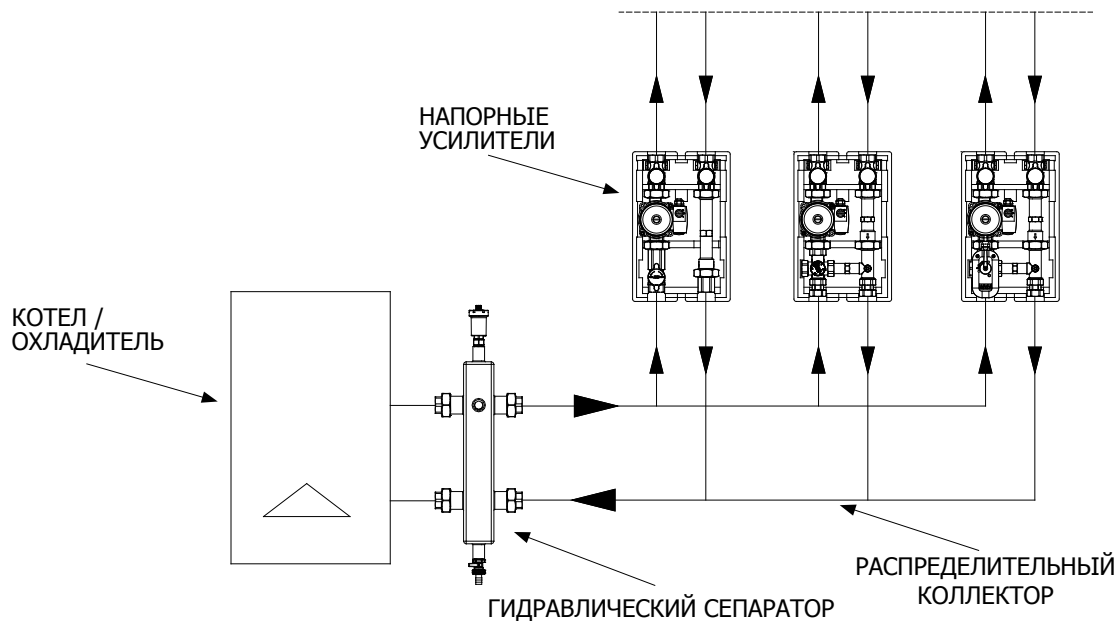 НАПОРНЫЕ
УСИЛИТЕЛИ
КОТЕЛ /
ОХЛАДИТЕЛЬ
РАСПРЕДЕЛИТЕЛЬНЫЙ
КОЛЛЕКТОР
ГИДРАВЛИЧЕСКИЙ СЕПАРАТОР